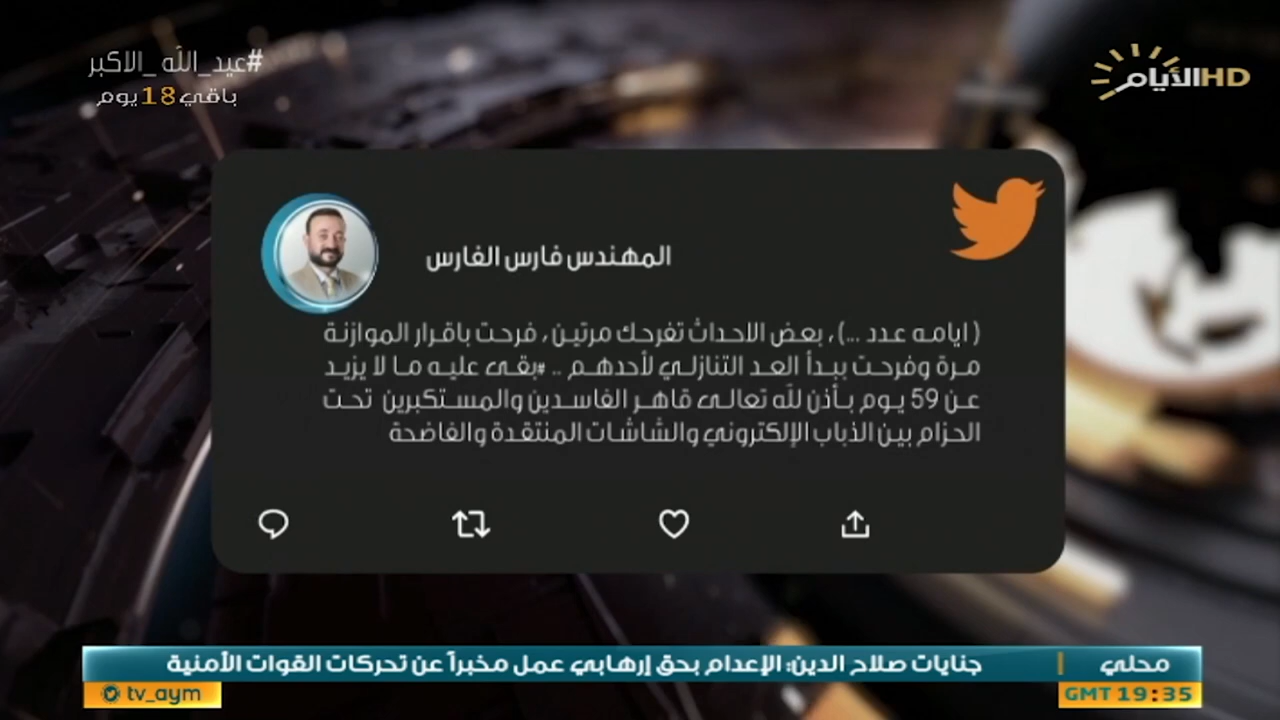 #عيد_الله_الاكبر
باقي 18 يوم
الأيام HD
المهندس فارس الفارس
( ايامه عدد ...) ، بعض الاحداث تفرحك مرتين ، فرحت باقرار الموازنة
مرة وفرحت ببدأ العد التنازلي لأحدهم .. #بقى عليه ما لا يزيد
عن 59 يوم بأذن لله تعالى قاهر الفاسدين والمستكبرين تحت
الحزام بين الذباب الإلكتروني والشاشات المنتقدة والفاضحة
محلي | جنايات صلاح الدين: الإعدام بحق إرهابي عمل مخبراً عن تحركات القوات الأمنية
GMT 19:35
tv_aym